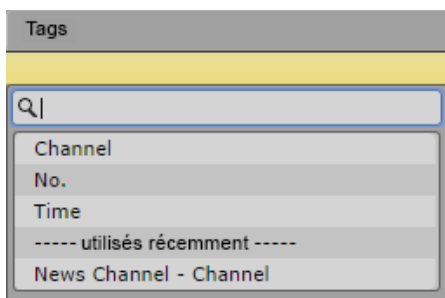 Tags
Channel
No.
Time
----- utilisés récemment -----
News Channel - Channel